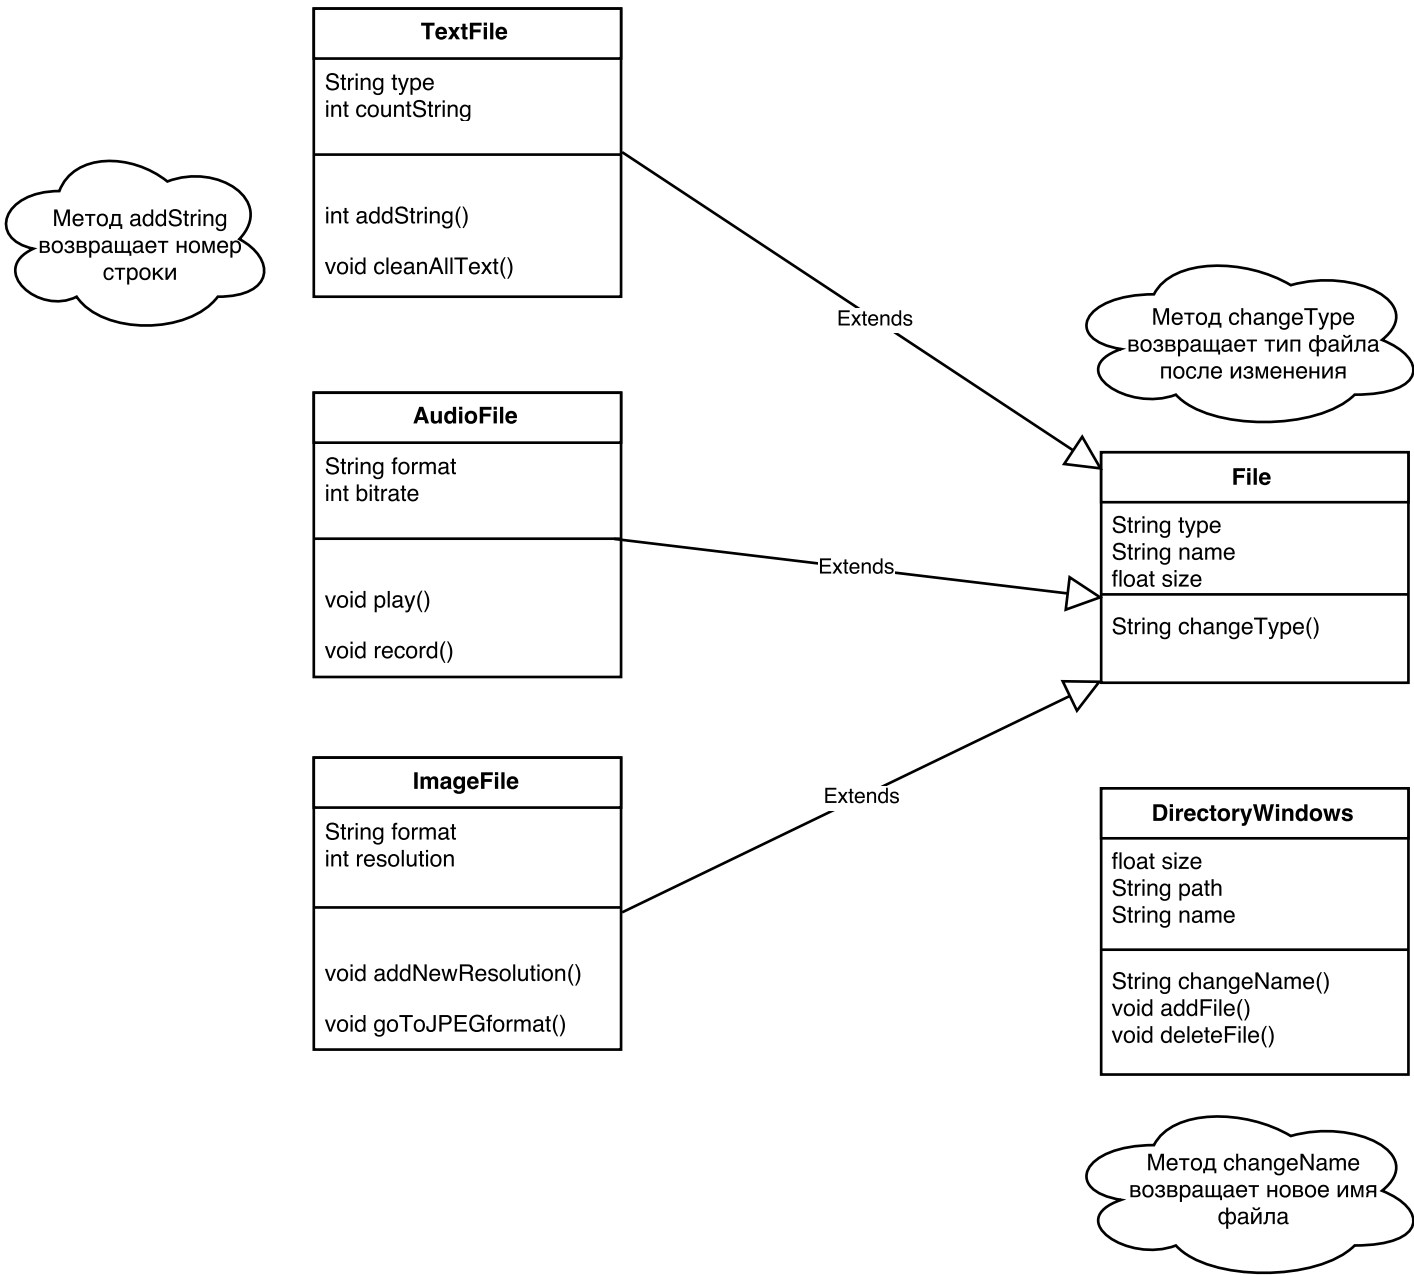 TextFile
String type
int countString
int addString()
void cleanAllText()
Метод addString
возвращает номер
строки
Extends
Метод changeType
возвращает тип файла
после изменения
AudioFile
String format
int bitrate
void play()
void record()
Extends
File
String type
String name
float size
String changeType()
ImageFile
String format
int resolution
void addNewResolution()
void goToJPEGformat()
Extends
DirectoryWindows
float size
String path
String name
String changeName()
void addFile()
void deleteFile()
Метод changeName
возвращает новое имя
файла